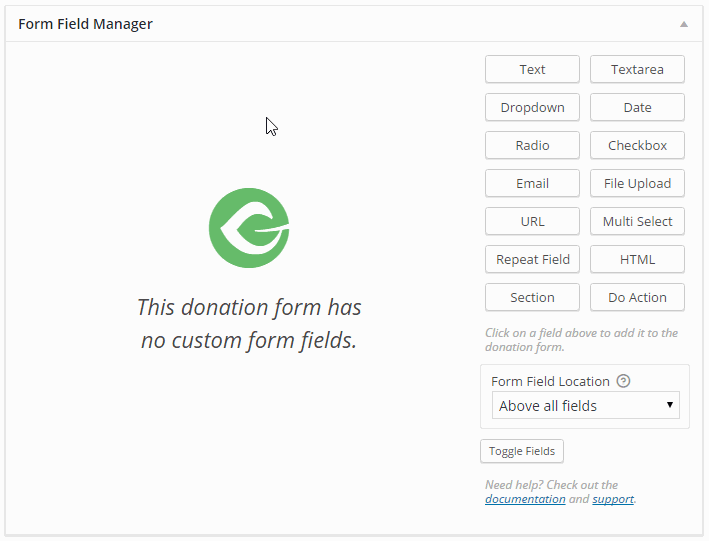 Form Field Manager
This donation form has
no custom form fields.
Text Textarea
Dropdown Date
Radio Checkbox
Email File Upload
URL Multi Select
Repeat Field HTML
Section Do Action
Click on a field above to add it to the
donation form.
Form Field Location ?
Above all fields
Toggle Fields
Need help? Check out the
documentation and support.